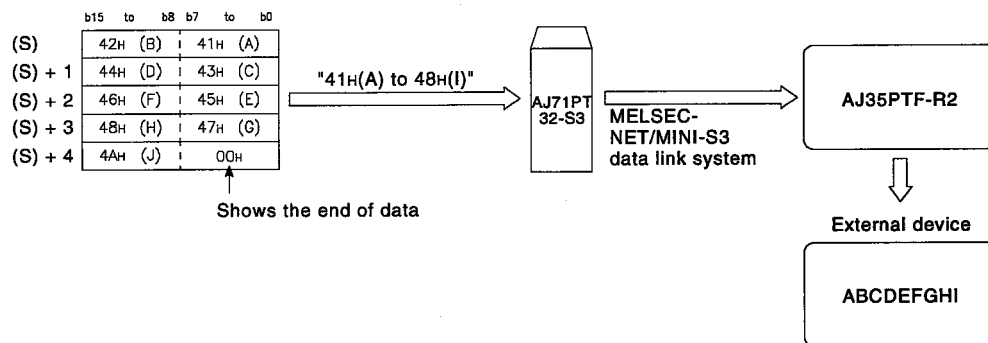 b15 to b8 b7 to b0
(S) 42H (B) 41H (A)
(S) + 1 44H (D) 43H (C)
(S) + 2 46H (F) 45H (E)
(S) + 3 48H (H) 47H (G)
(S) + 4 4AH (J) 00H
Shows the end of data
"41H(A) to 48H(I)"
AJ71PT
32-S3
MELSEC-
NET/MINI-S3
data link system
AJ35PTF-R2
External device
ABCDEFGHI